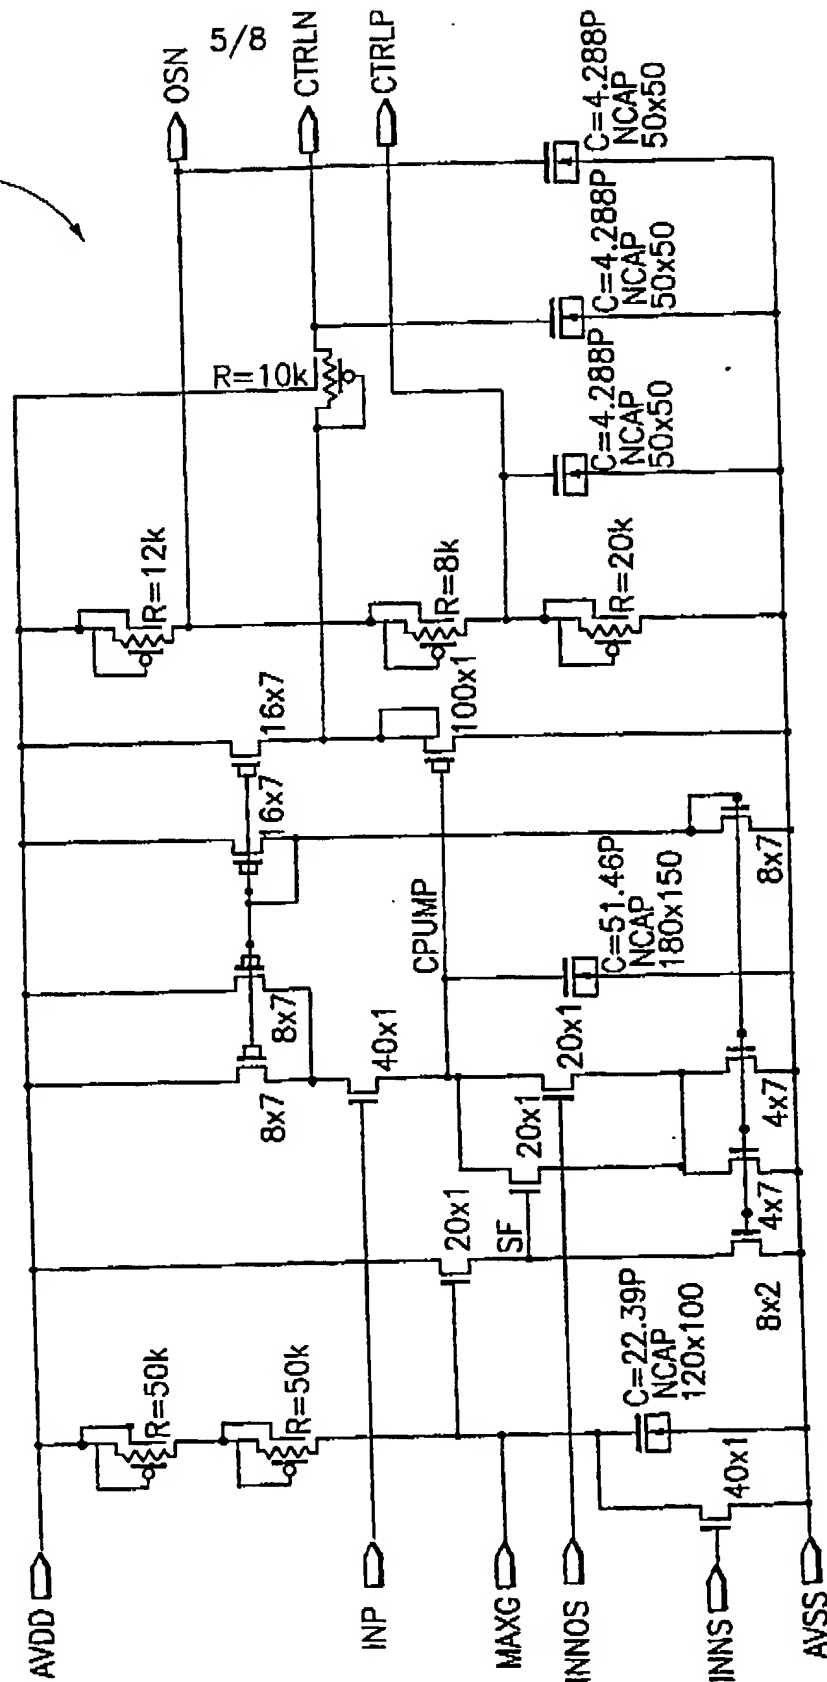 5/8
OSN
CTRLN
CTRLP
C=4.288P
NCAP
50x50
C=4.288P
NCAP
50x50
C=4.288P
NCAP
50x50
R=10k
R=12k
R=8k
R=20k
16x7
16x7
100x1
8x7
8x7
8x7
CPUMP
C=51.46P
NCAP
180x150
40x1
20x1
20x1
4x7
4x7
20x1
SF
8x2
R=50k
R=50k
C=22.39P
NCAP
120x100
40x1
AVDD
INP
MAXG
INNOS
INNS
AVSS